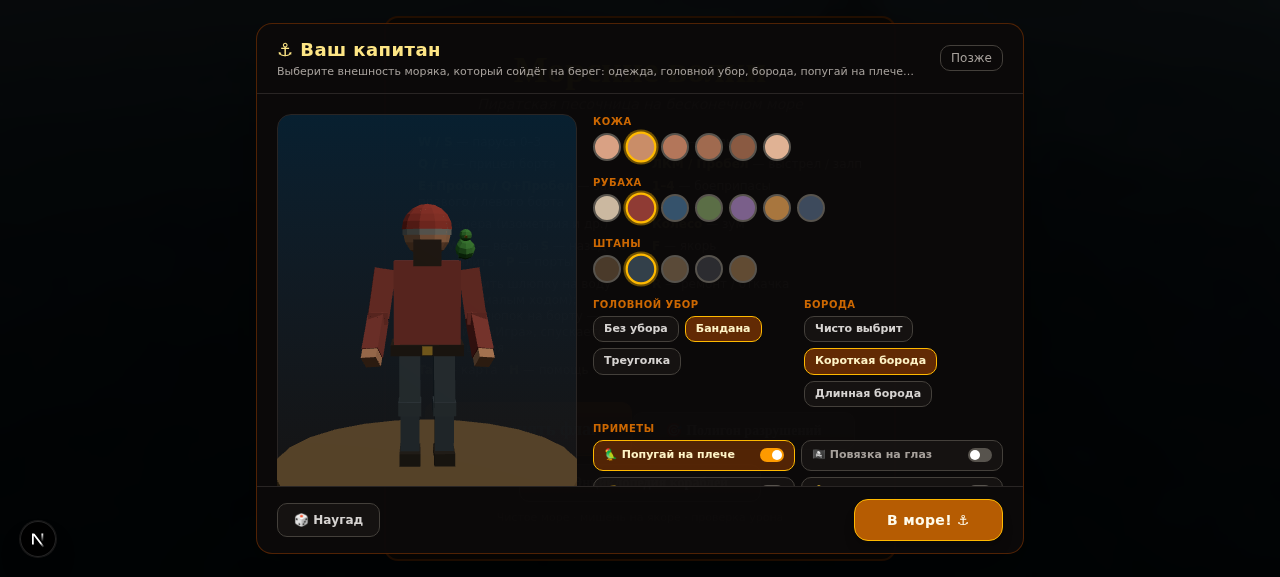 ⚓ Ваш капитан
Выберите внешность моряка, который сойдёт на берег: одежда, головной убор, борода, попугай на плече…
Позже
КОЖА
РУБАХА
ШТАНЫ
ГОЛОВНОЙ УБОР
Без убора
Бандана
Треуголка
БОРОДА
Чисто выбрит
Короткая борода
Длинная борода
ПРИМЕТЫ
🦜 Попугай на плече
🏴‍☠️ Повязка на глаз
🎲 Наугад
В море! ⚓
N